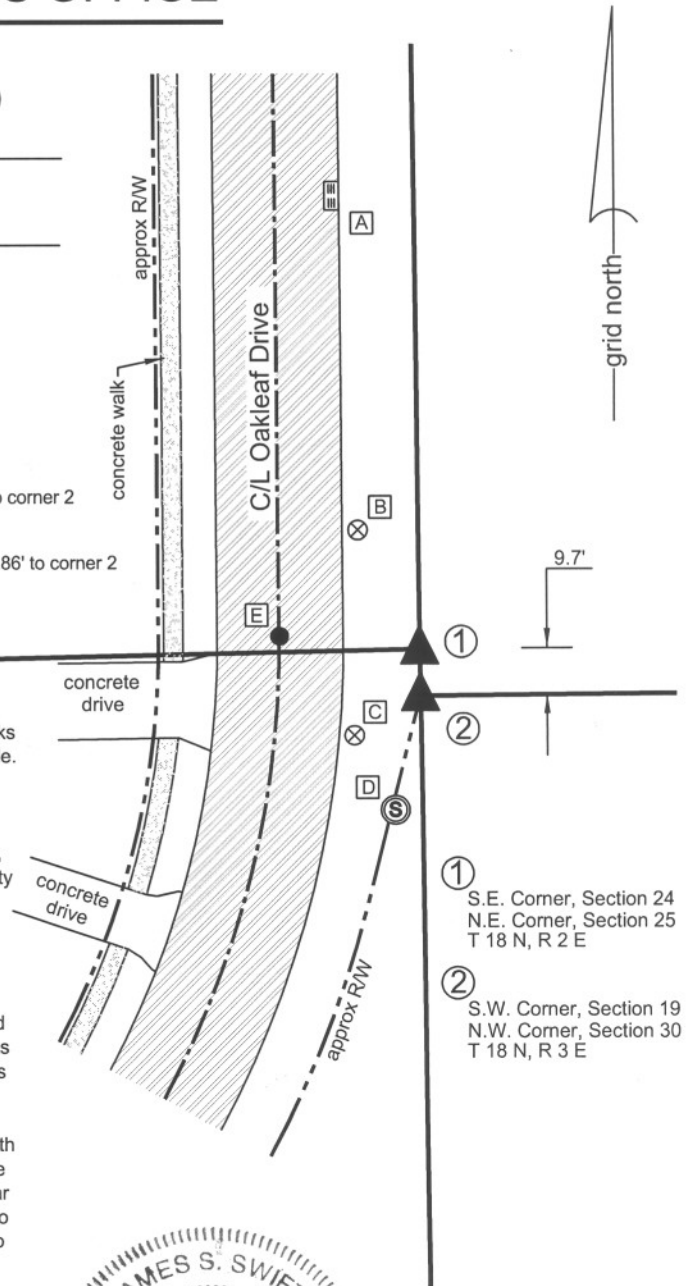 approx R/W
A
grid north
concrete walk
C/L Oakleaf Drive
corner 2
B
86' to corner 2
9.7'
E
1
concrete
drive
C
2
D
S
concrete
drive
1
S.E. Corner, Section 24
N.E. Corner, Section 25
T 18 N, R 2 E
2
S.W. Corner, Section 19
N.W. Corner, Section 30
T 18 N, R 3 E
approx R/W